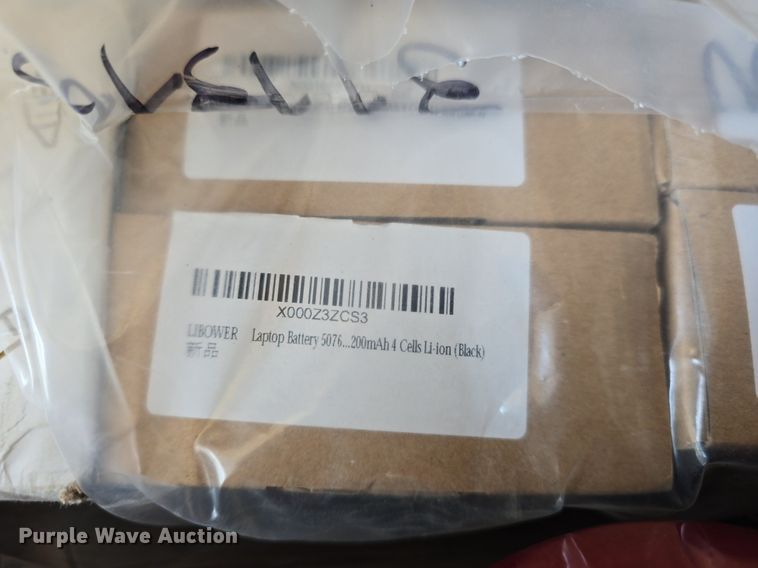 X000Z3ZCS3
LIBOWER Laptop Battery 5076...200mAh 4 Cells Li-ion (Black)
新品
Purple Wave Auction